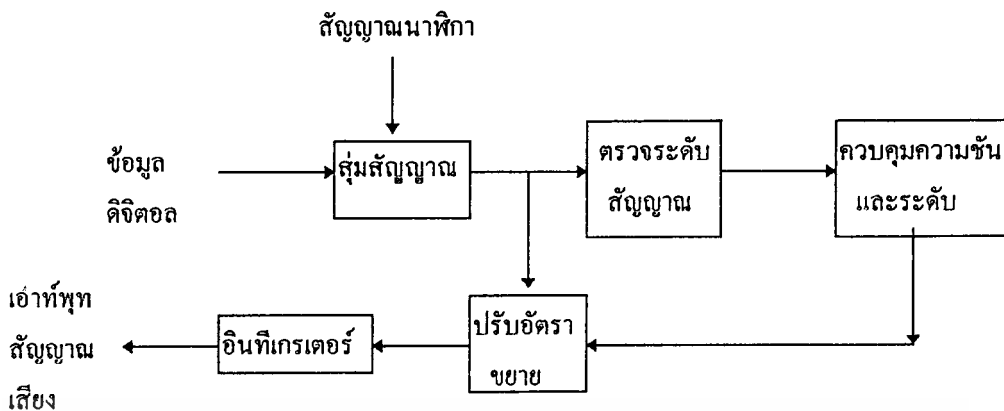 สัญญาณนาฬิกา
ข้อมูล
ดิจิตอล
สุ่มสัญญาณ
ตรวจระดับ
สัญญาณ
ควบคุมความชัน
และระดับ
ปรับอัตรา
ขยาย
อินทีเกรเตอร์
เอ่าท์พุท
สัญญาณ
เสียง